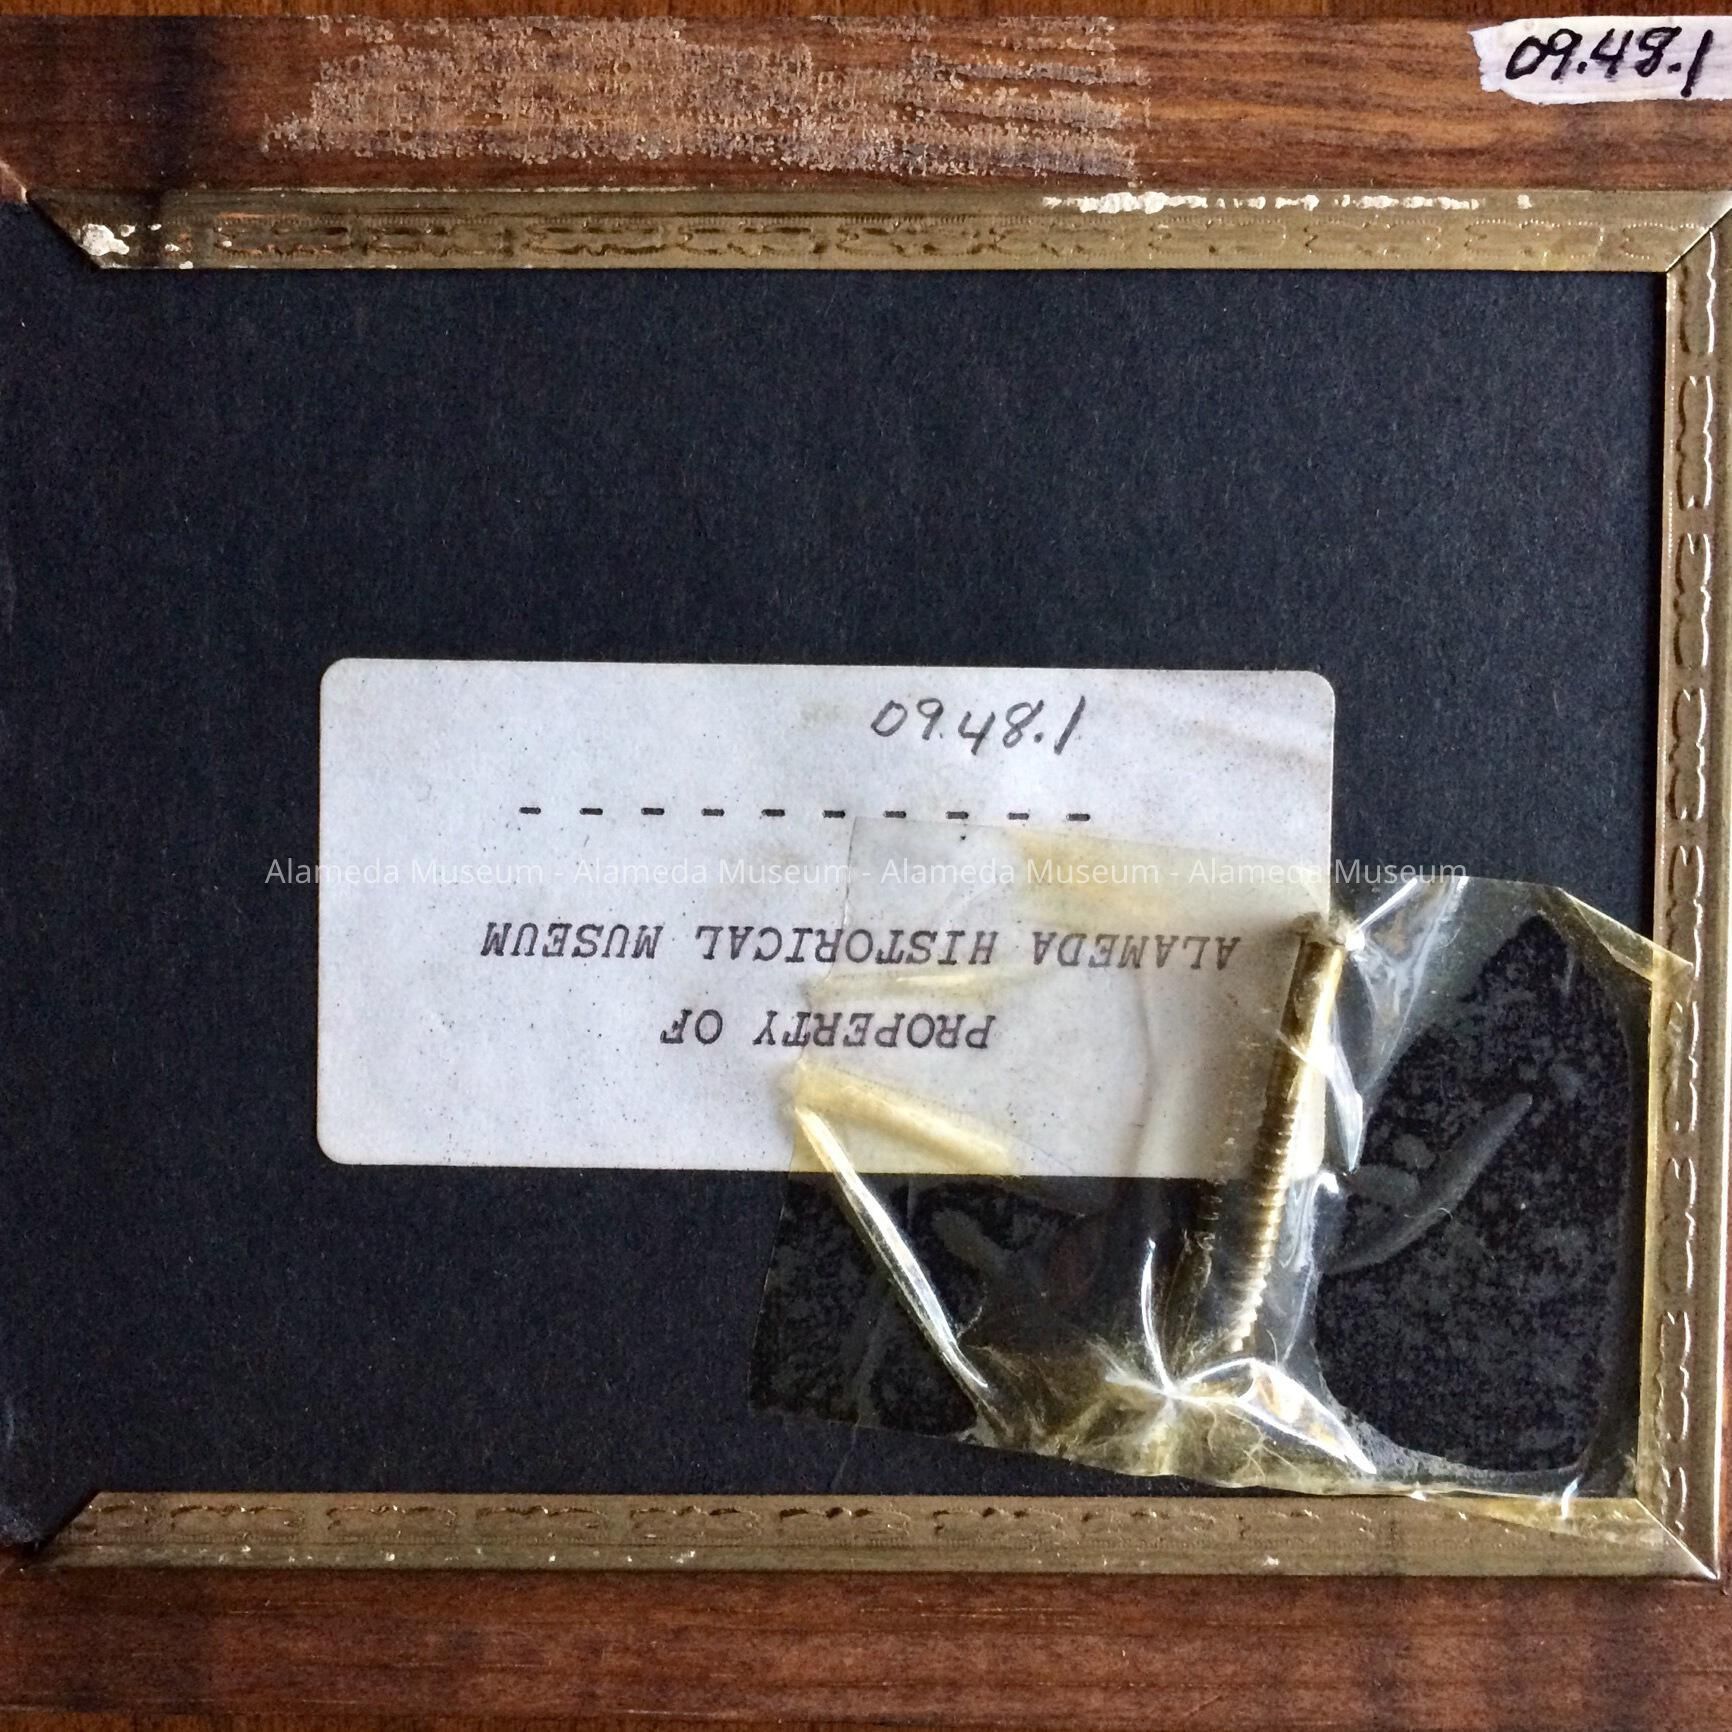 09.48.1
09.48.1
- - - - - - - - - -
Alameda Museum - Alameda Museum - Alameda Museum - Alameda Museum
PROPERTY OF
ALAMEDA HISTORICAL MUSEUM